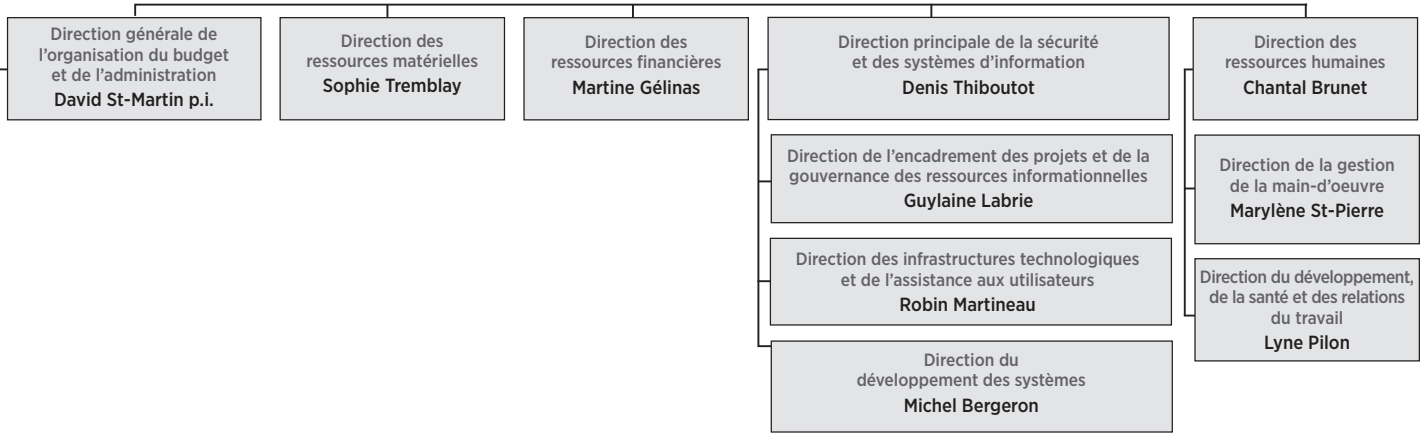 Direction générale de
l'organisation du budget
et de l'administration
David St-Martin p.i.
Direction des
ressources matérielles
Sophie Tremblay
Direction des
ressources financières
Martine Gélinas
Direction principale de la sécurité
et des systèmes d'information
Denis Thiboutot
Direction de l'encadrement des projets et de la
gouvernance des ressources informationnelles
Guylaine Labrie
Direction des infrastructures technologiques
et de l'assistance aux utilisateurs
Robin Martineau
Direction du
développement des systèmes
Michel Bergeron
Direction des
ressources humaines
Chantal Brunet
Direction de la gestion
de la main-d'oeuvre
Marylène St-Pierre
Direction du développement,
de la santé et des relations
du travail
Lyne Pilon